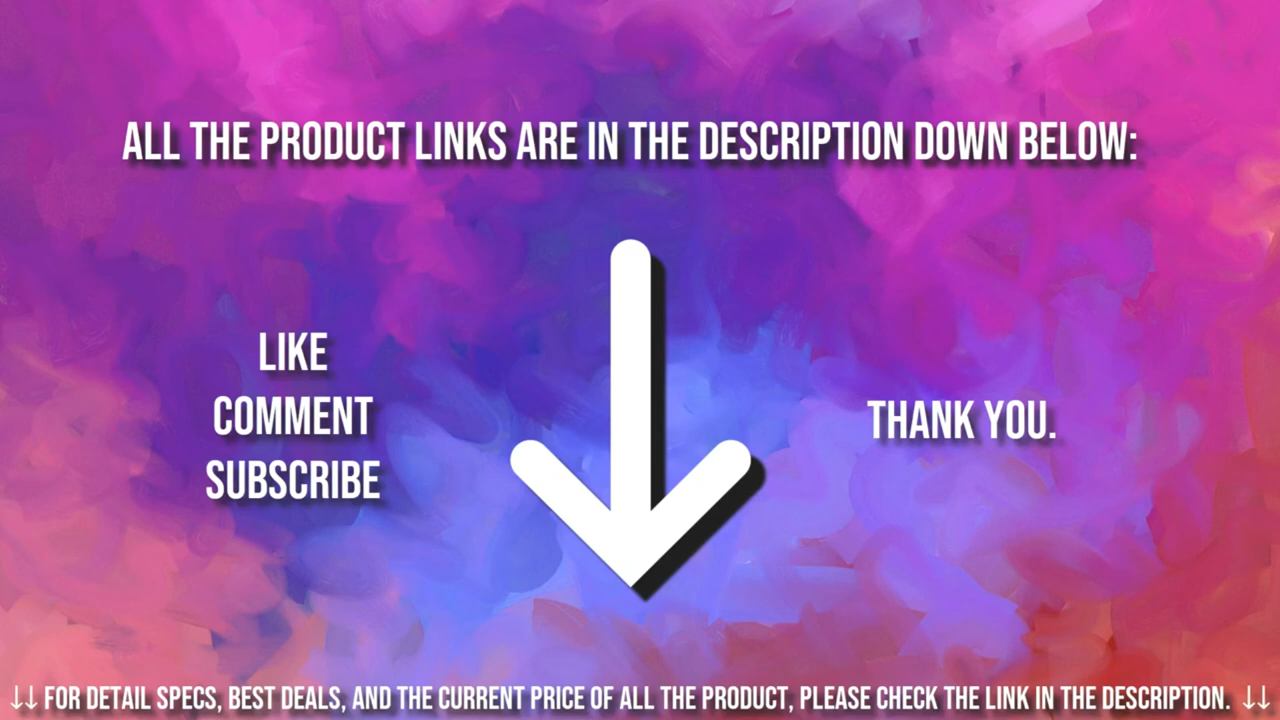 ALL THE PRODUCT LINKS ARE IN THE DESCRIPTION DOWN BELOW:
LIKE
COMMENT
SUBSCRIBE
THANK YOU.
↓↓ FOR DETAIL SPECS, BEST DEALS, AND THE CURRENT PRICE OF ALL THE PRODUCT, PLEASE CHECK THE LINK IN THE DESCRIPTION. ↓↓